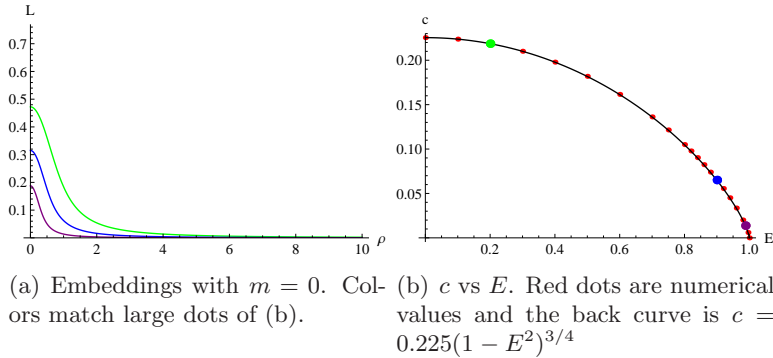 L
0.7
0.6
0.5
0.4
0.3
0.2
0.1
0 2 4 6 8 10 ρ
c
0.20
0.15
0.10
0.05
0.2 0.4 0.6 0.8 1.0 E
(a) Embeddings with m = 0. Col-
ors match large dots of (b).
(b) c vs E. Red dots are numerical
values and the back curve is c =
0.225(1 − E²)³/⁴